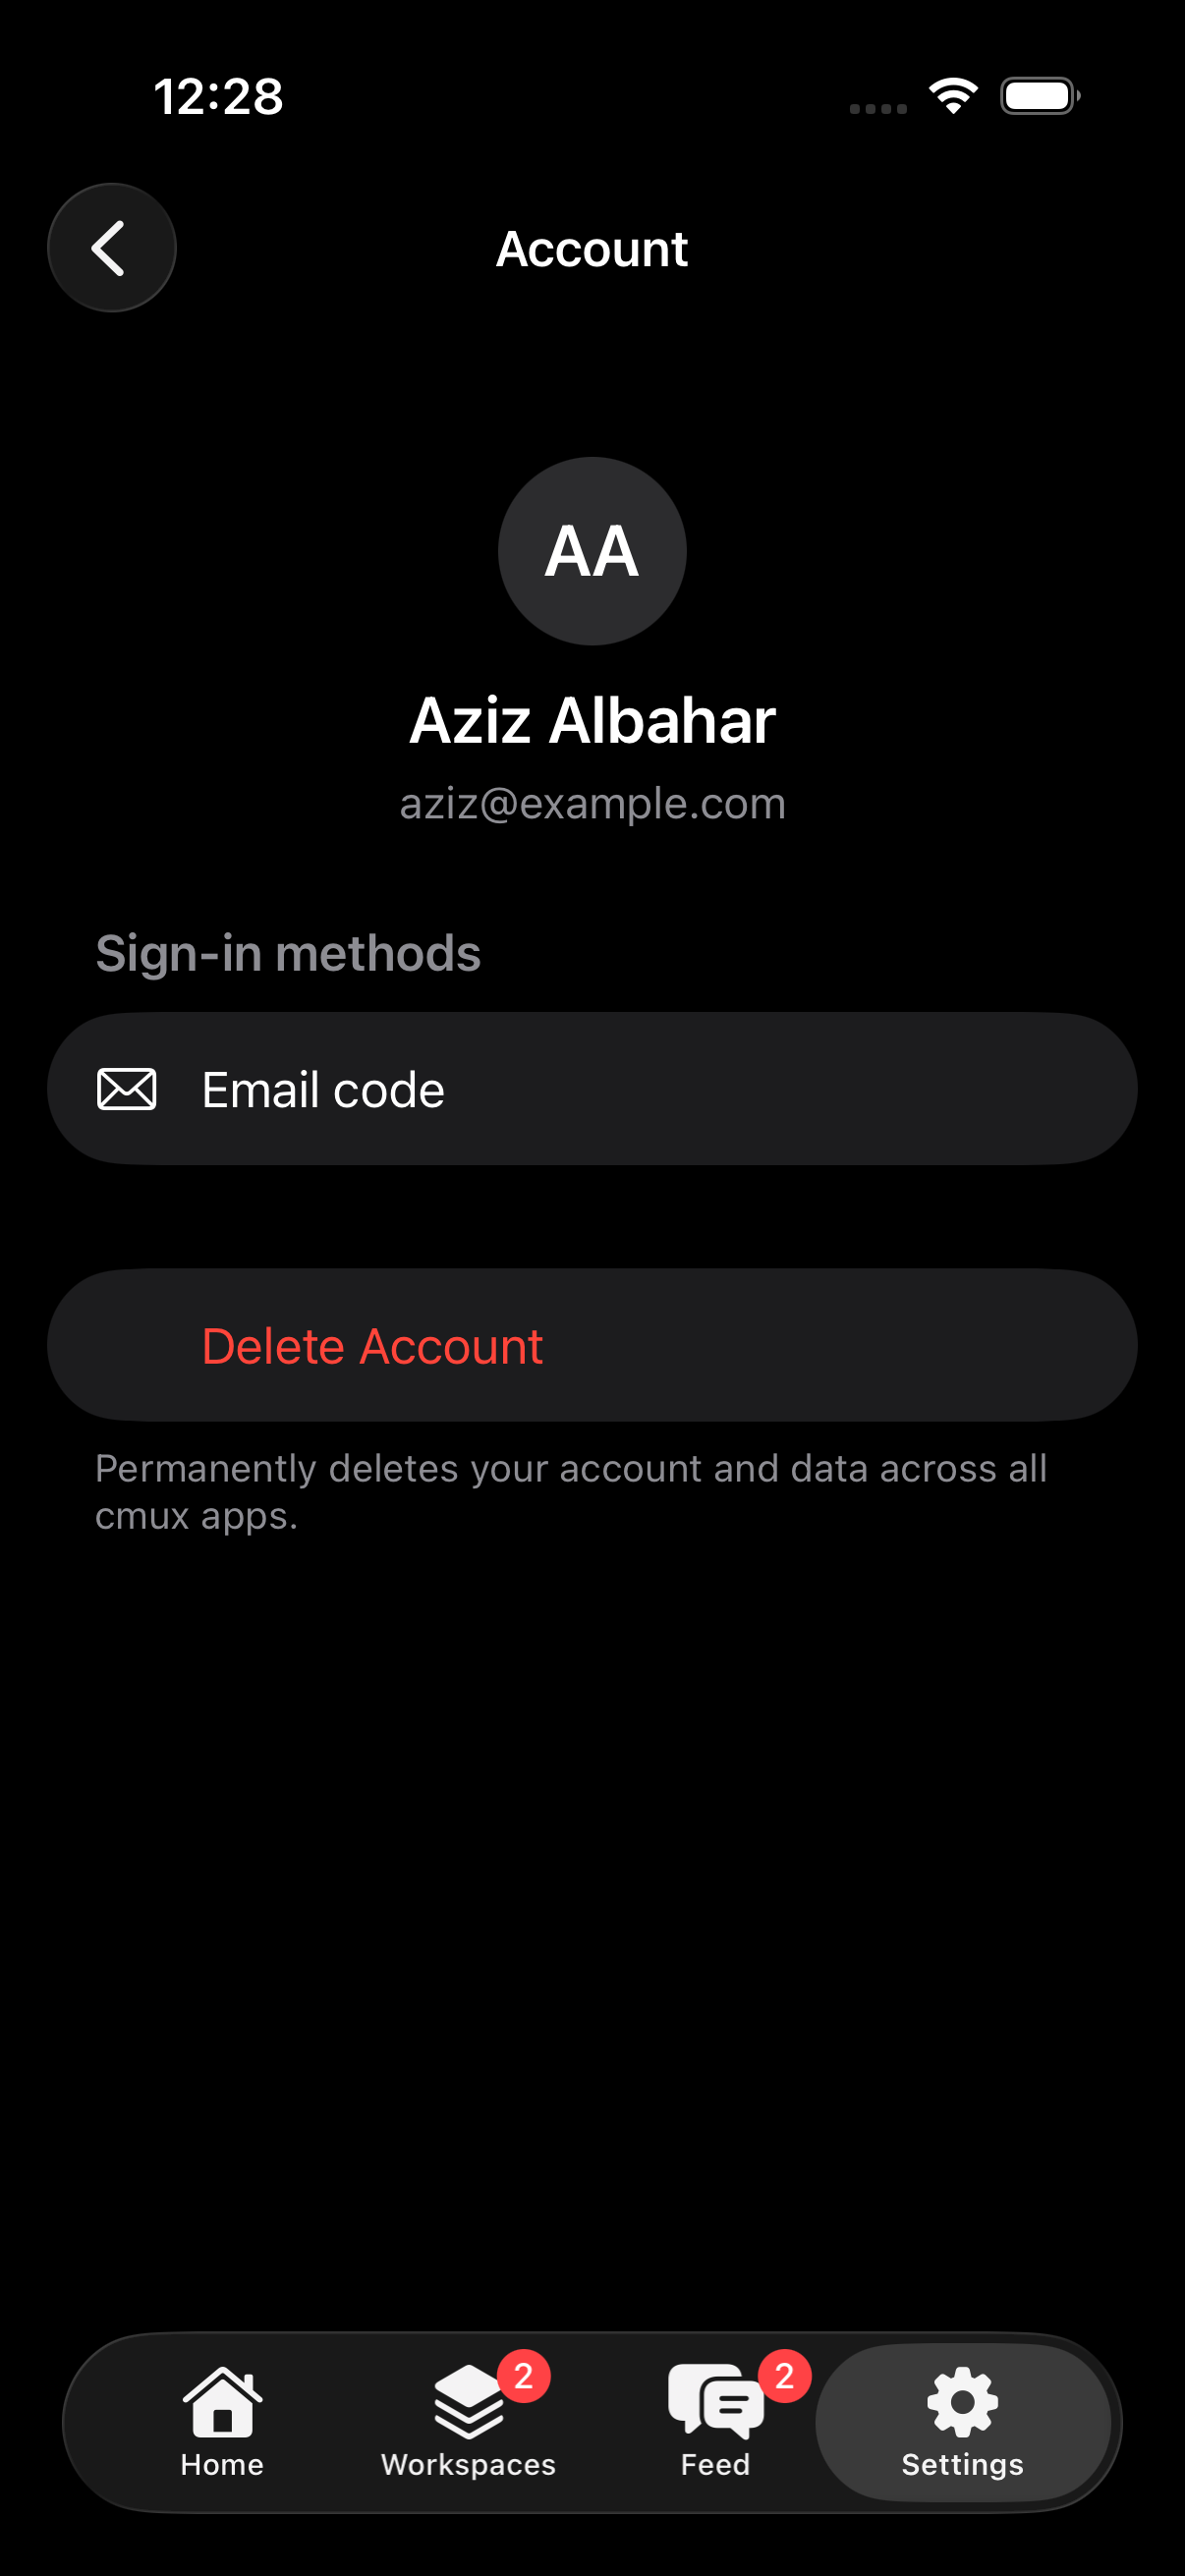 12:28
Account
AA
Aziz Albahar
aziz@example.com
Sign-in methods
Email code
Delete Account
Permanently deletes your account and data across all
cmux apps.
2
2
Home
Workspaces
Feed
Settings